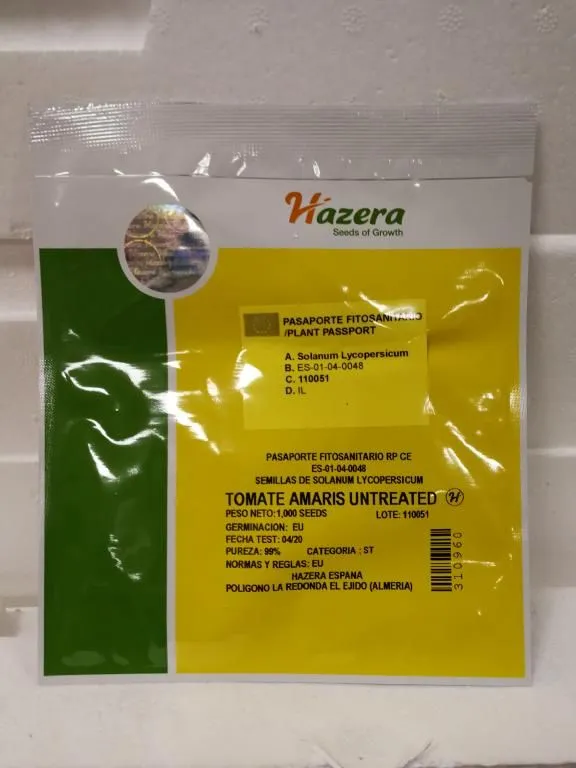 Hazera
Seeds of Growth
PASAPORTE FITOSANITARIO
/PLANT PASSPORT
A. Solanum Lycopersicum
B. ES-01-04-0048
C. 110051
D. IL
PASAPORTE FITOSANITARIO RP CE
ES-01-04-0048
SEMILLAS DE SOLANUM LYCOPERSICUM
TOMATE AMARIS UNTREATED H
PESO NETO:1,000 SEEDS LOTE: 110051
GERMINACION: EU
FECHA TEST: 04/20
PUREZA: 99% CATEGORIA : ST
NORMAS Y REGLAS: EU
HAZERA ESPANA
POLIGONO LA REDONDA EL EJIDO (ALMERIA)
310960